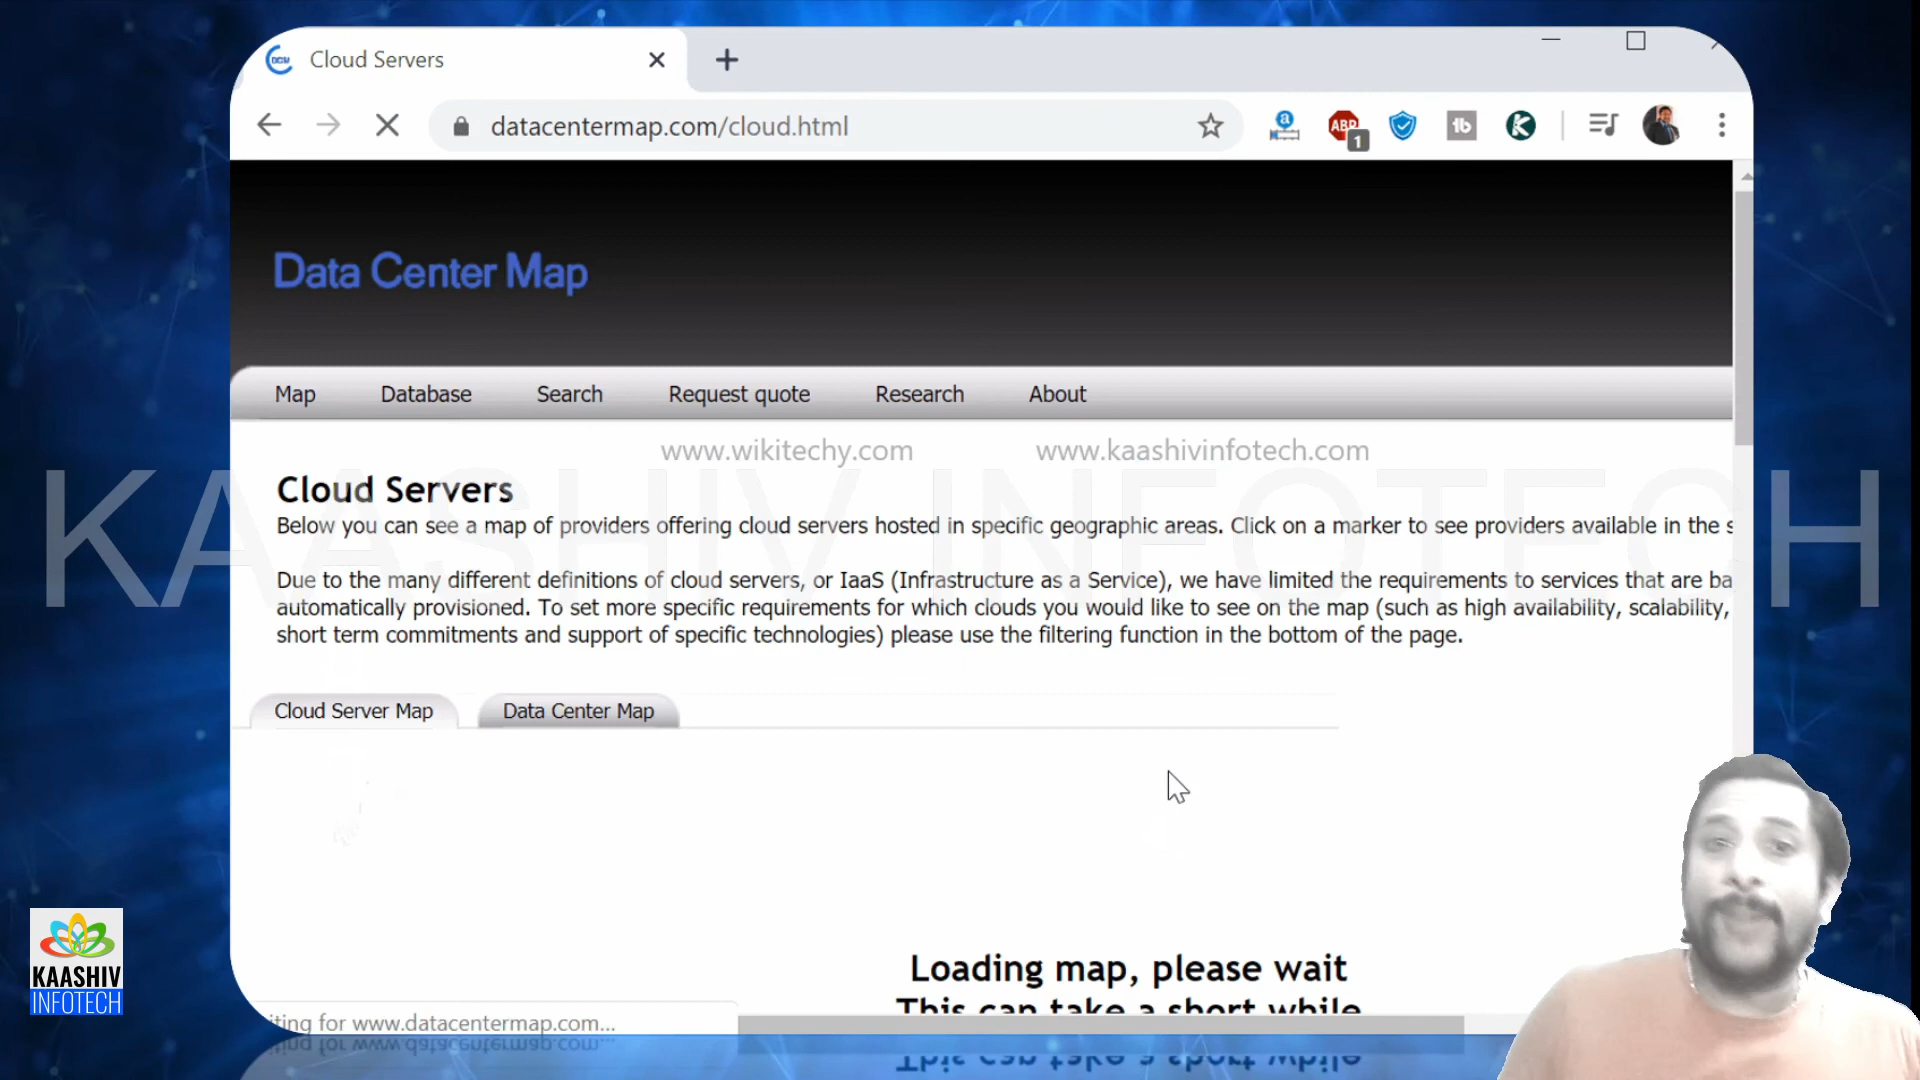 Cloud Servers
datacentermap.com/cloud.html
ABP
1
Data Center Map
Map Database Search Request quote Research About
www.wikitechy.com www.kaashivinfotech.com
KAASHIV INFOTECH
Cloud Servers
Below you can see a map of providers offering cloud servers hosted in specific geographic areas. Click on a marker to see providers available in the s
Due to the many different definitions of cloud servers, or IaaS (Infrastructure as a Service), we have limited the requirements to services that are ba
automatically provisioned. To set more specific requirements for which clouds you would like to see on the map (such as high availability, scalability,
short term commitments and support of specific technologies) please use the filtering function in the bottom of the page.
Cloud Server Map Data Center Map
Loading map, please wait
This can take a short while
iting for www.datacentermap.com...
KAASHIV
INFOTECH